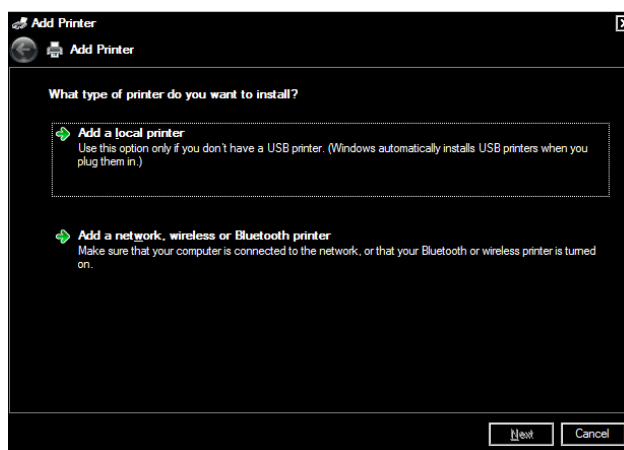 Add Printer
Add Printer
What type of printer do you want to install?
Add a local printer
Use this option only if you don't have a USB printer. (Windows automatically installs USB printers when you
plug them in.)
Add a network, wireless or Bluetooth printer
Make sure that your computer is connected to the network, or that your Bluetooth or wireless printer is turned
on.
Next Cancel